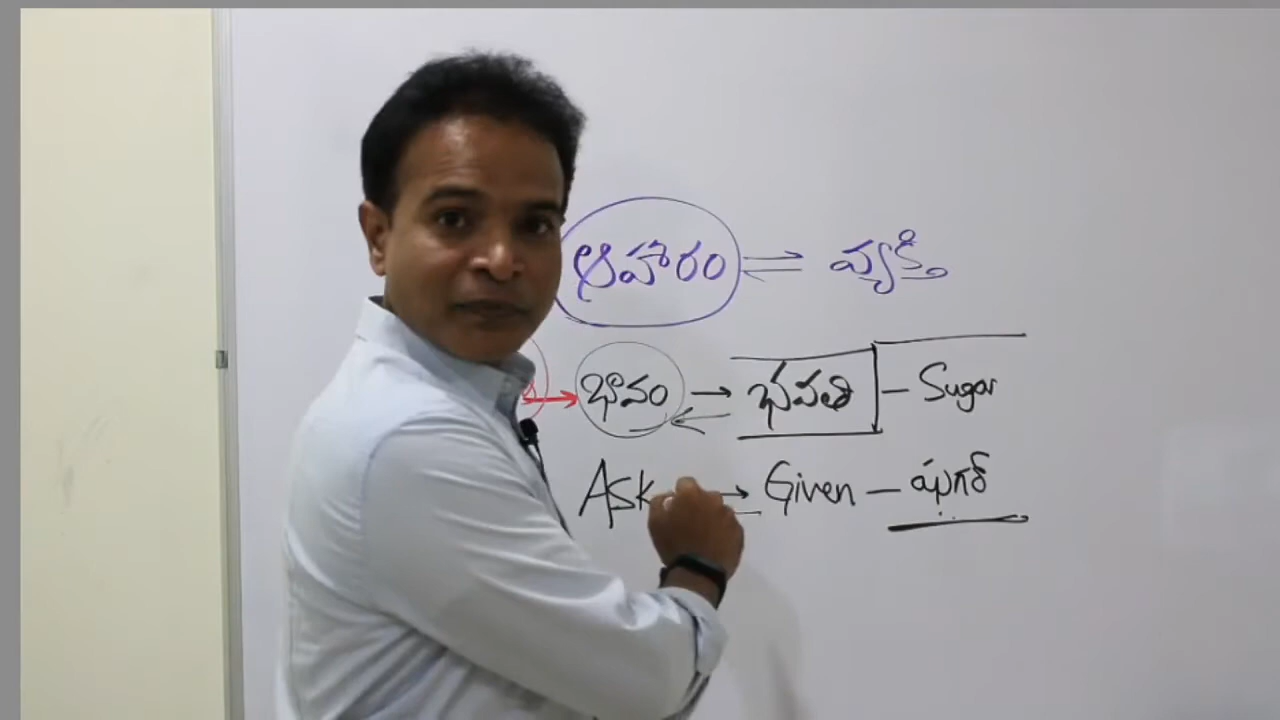 ఆహారం ⇌ వ్యక్తి
భావం → భవతి - Sugar
Ask → Given - షుగర్